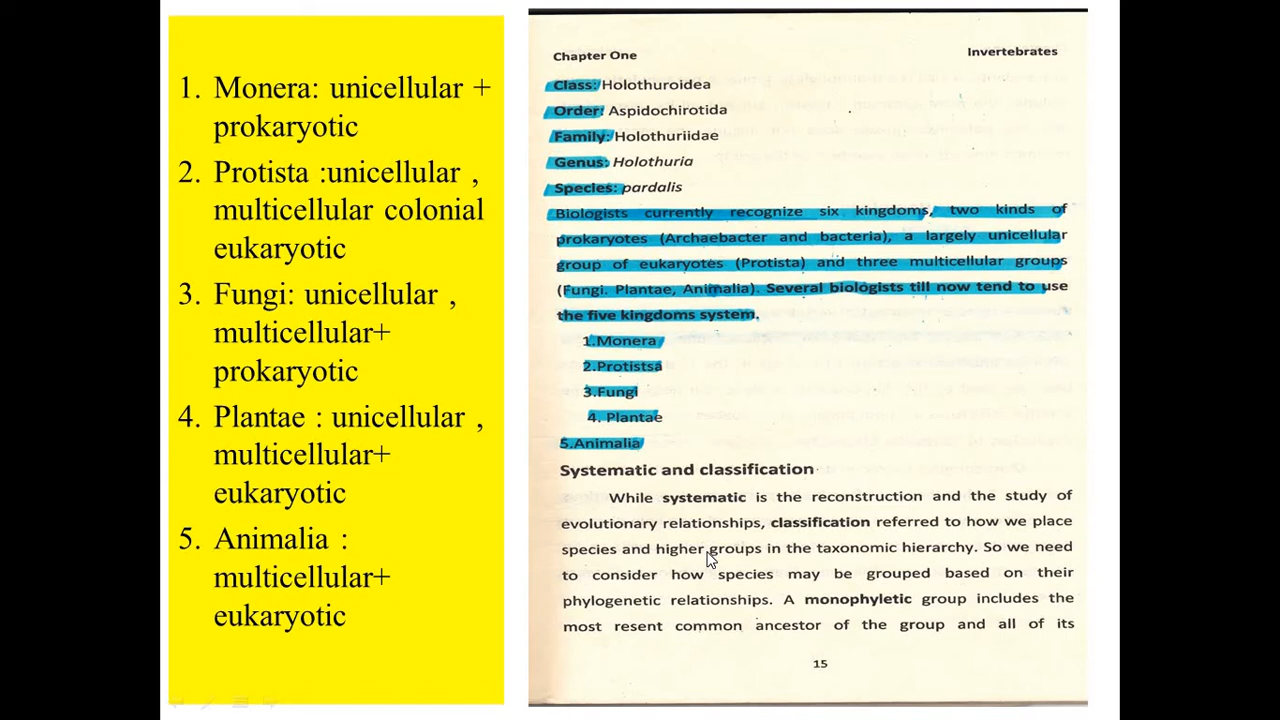 1. Monera: unicellular +
prokaryotic
2. Protista :unicellular ,
multicellular colonial
eukaryotic
3. Fungi: unicellular ,
multicellular+
prokaryotic
4. Plantae : unicellular ,
multicellular+
eukaryotic
5. Animalia :
multicellular+
eukaryotic
Chapter One Invertebrates
Class: Holothuroidea
Order: Aspidochirotida
Family: Holothuriidae
Genus: Holothuria
Species: pardalis
Biologists currently recognize six kingdoms, two kinds of
prokaryotes (Archaebacter and bacteria), a largely unicellular
group of eukaryotes (Protista) and three multicellular groups
(Fungi. Plantae, Animalia). Several biologists till now tend to use
the five kingdoms system.
1.Monera
2.Protistsa
3.Fungi
4. Plantae
5.Animalia
Systematic and classification
While systematic is the reconstruction and the study of
evolutionary relationships, classification referred to how we place
species and higher groups in the taxonomic hierarchy. So we need
to consider how species may be grouped based on their
phylogenetic relationships. A monophyletic group includes the
most resent common ancestor of the group and all of its
15